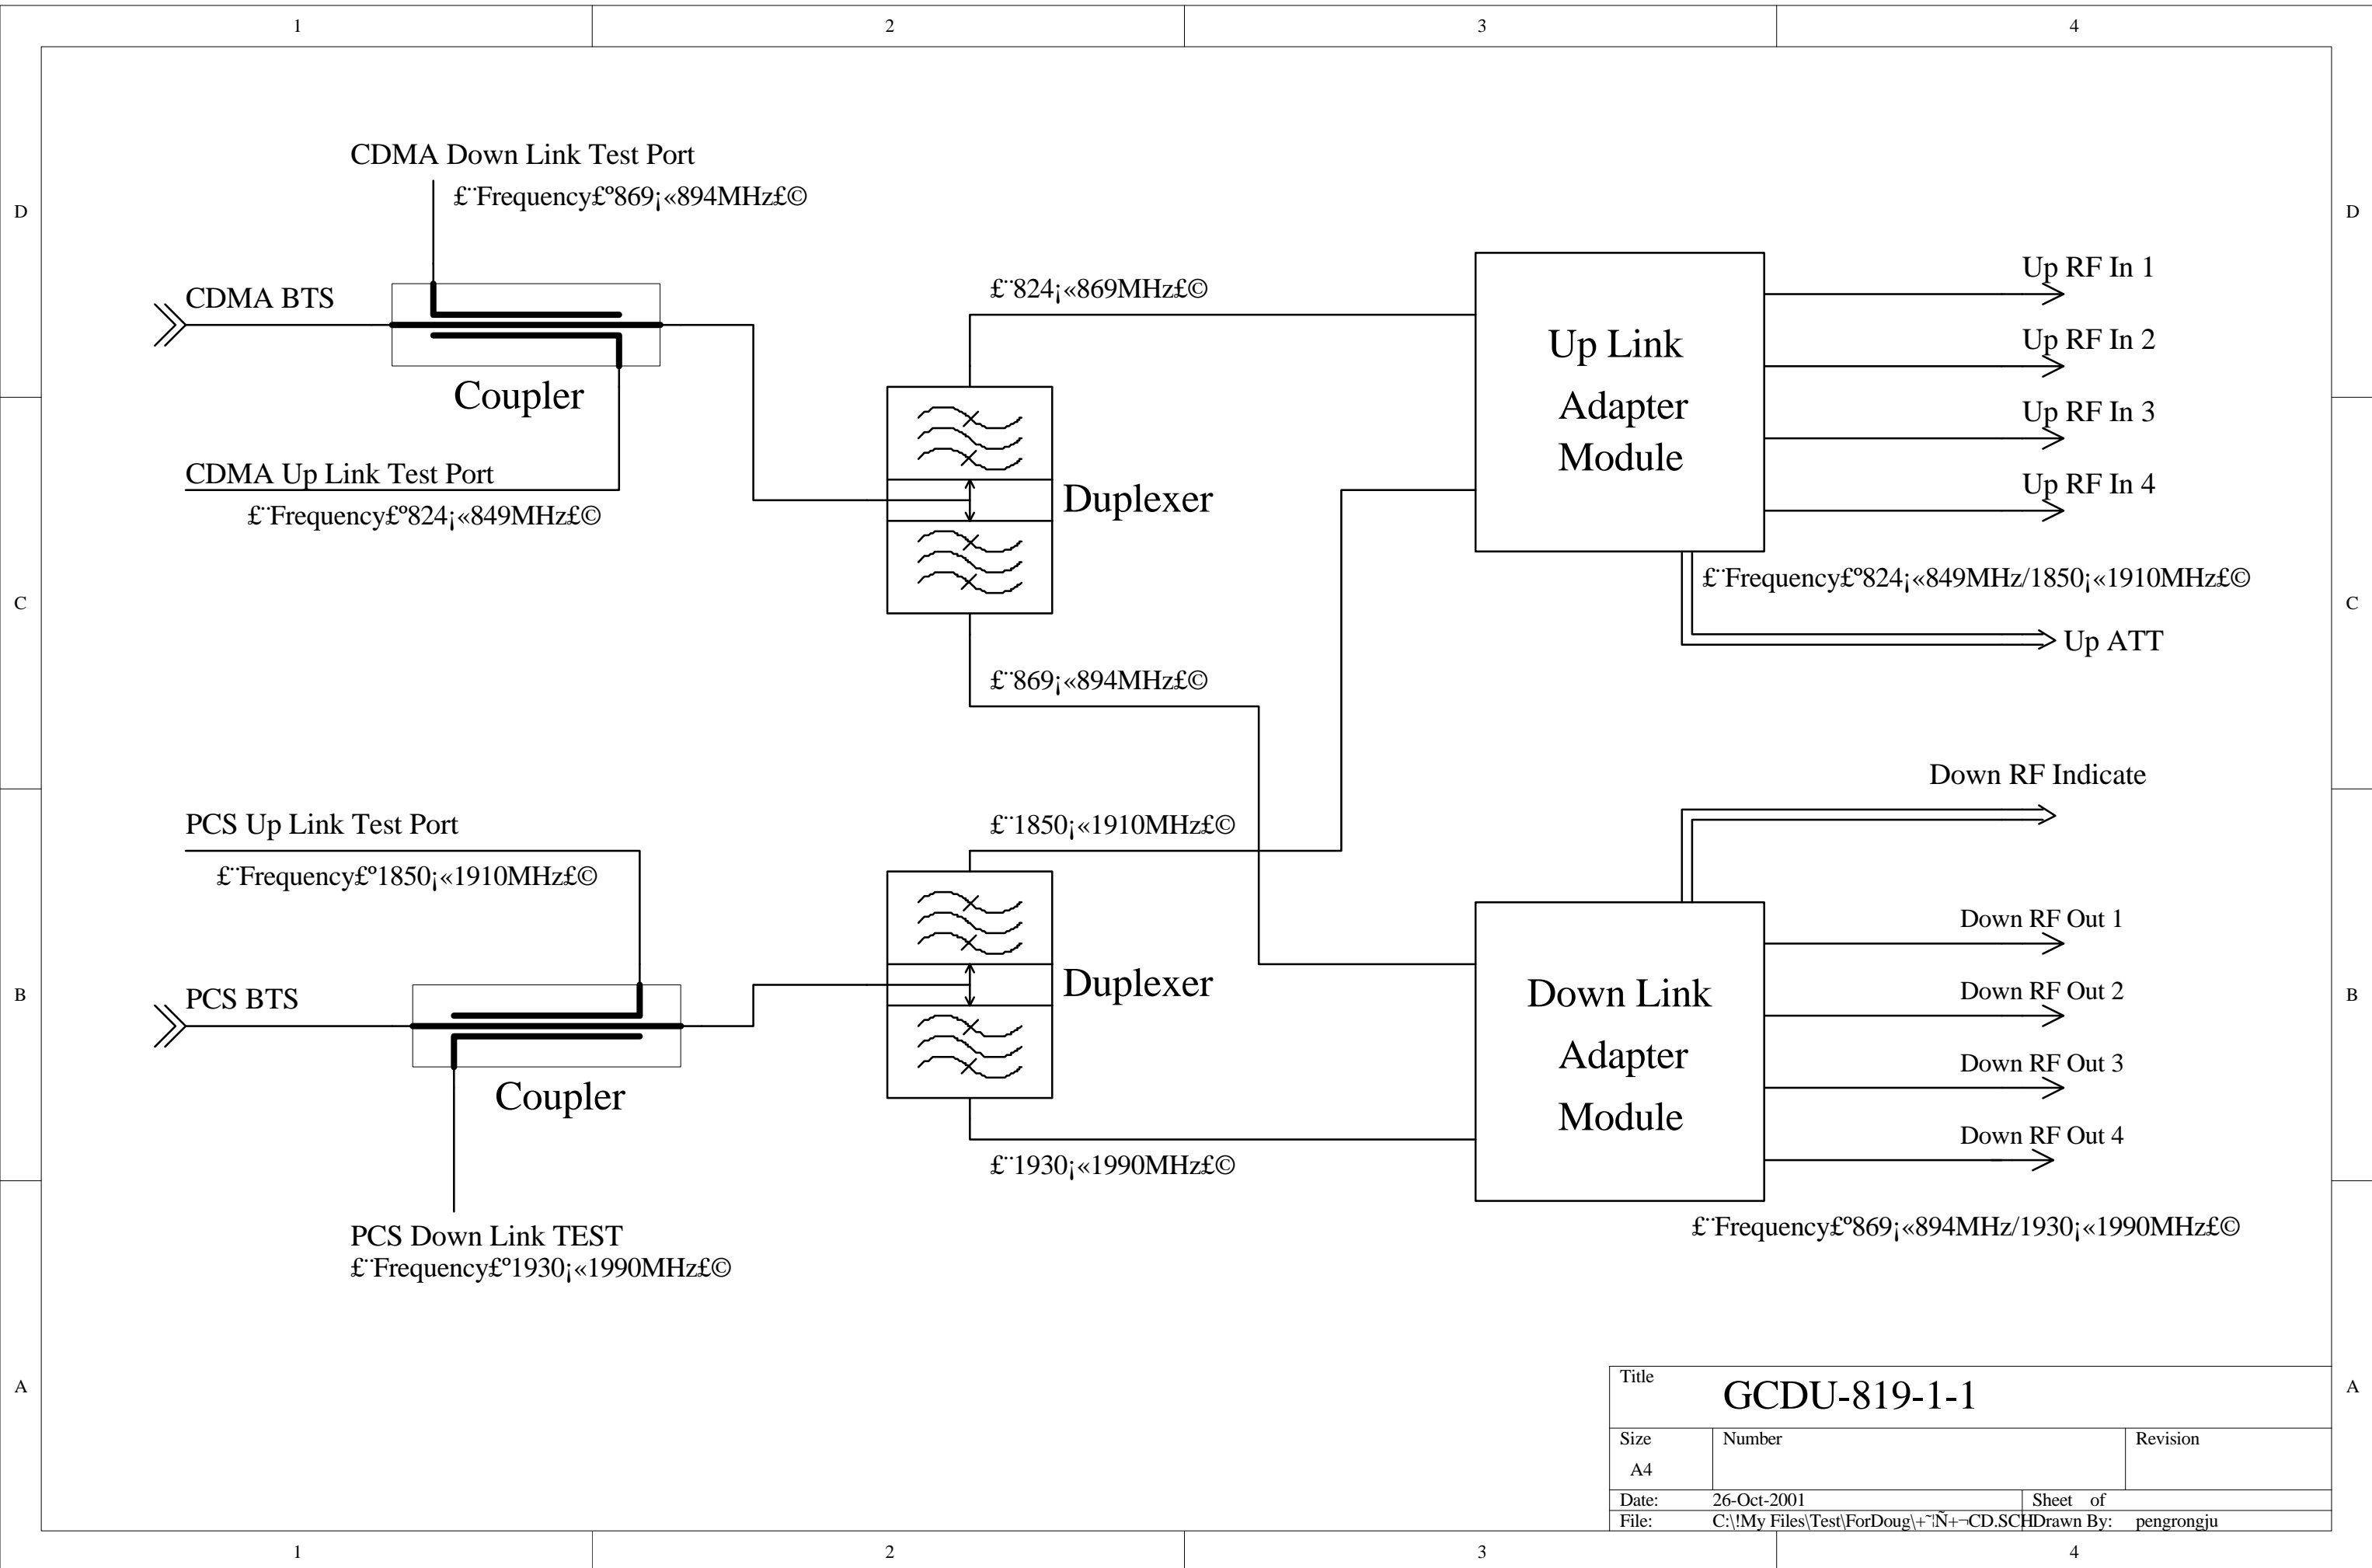 1 2 3 4
CDMA Down Link Test Port
£¨Frequency£º869¡«894MHz£©
D D
CDMA BTS
Coupler
CDMA Up Link Test Port
£¨Frequency£º824¡«849MHz£©
£¨824¡«869MHz£©
Duplexer
£¨869¡«894MHz£©
Up Link
Adapter
Module
Up RF In 1
Up RF In 2
Up RF In 3
Up RF In 4
£¨Frequency£º824¡«849MHz/1850¡«1910MHz£©
Up ATT
C C
PCS Up Link Test Port
£¨Frequency£º1850¡«1910MHz£©
PCS BTS
Coupler
PCS Down Link TEST
£¨Frequency£º1930¡«1990MHz£©
£¨1850¡«1910MHz£©
Duplexer
£¨1930¡«1990MHz£©
Down RF Indicate
Down Link
Adapter
Module
Down RF Out 1
Down RF Out 2
Down RF Out 3
Down RF Out 4
£¨Frequency£º869¡«894MHz/1930¡«1990MHz£©
B B
A A
Title
GCDU-819-1-1
Size Number Revision
A4
Date: 26-Oct-2001 Sheet of
File: C:\!My Files\Test\ForDoug\+˜¦Ñ+¬CD.SCH Drawn By: pengrongju
1 2 3 4